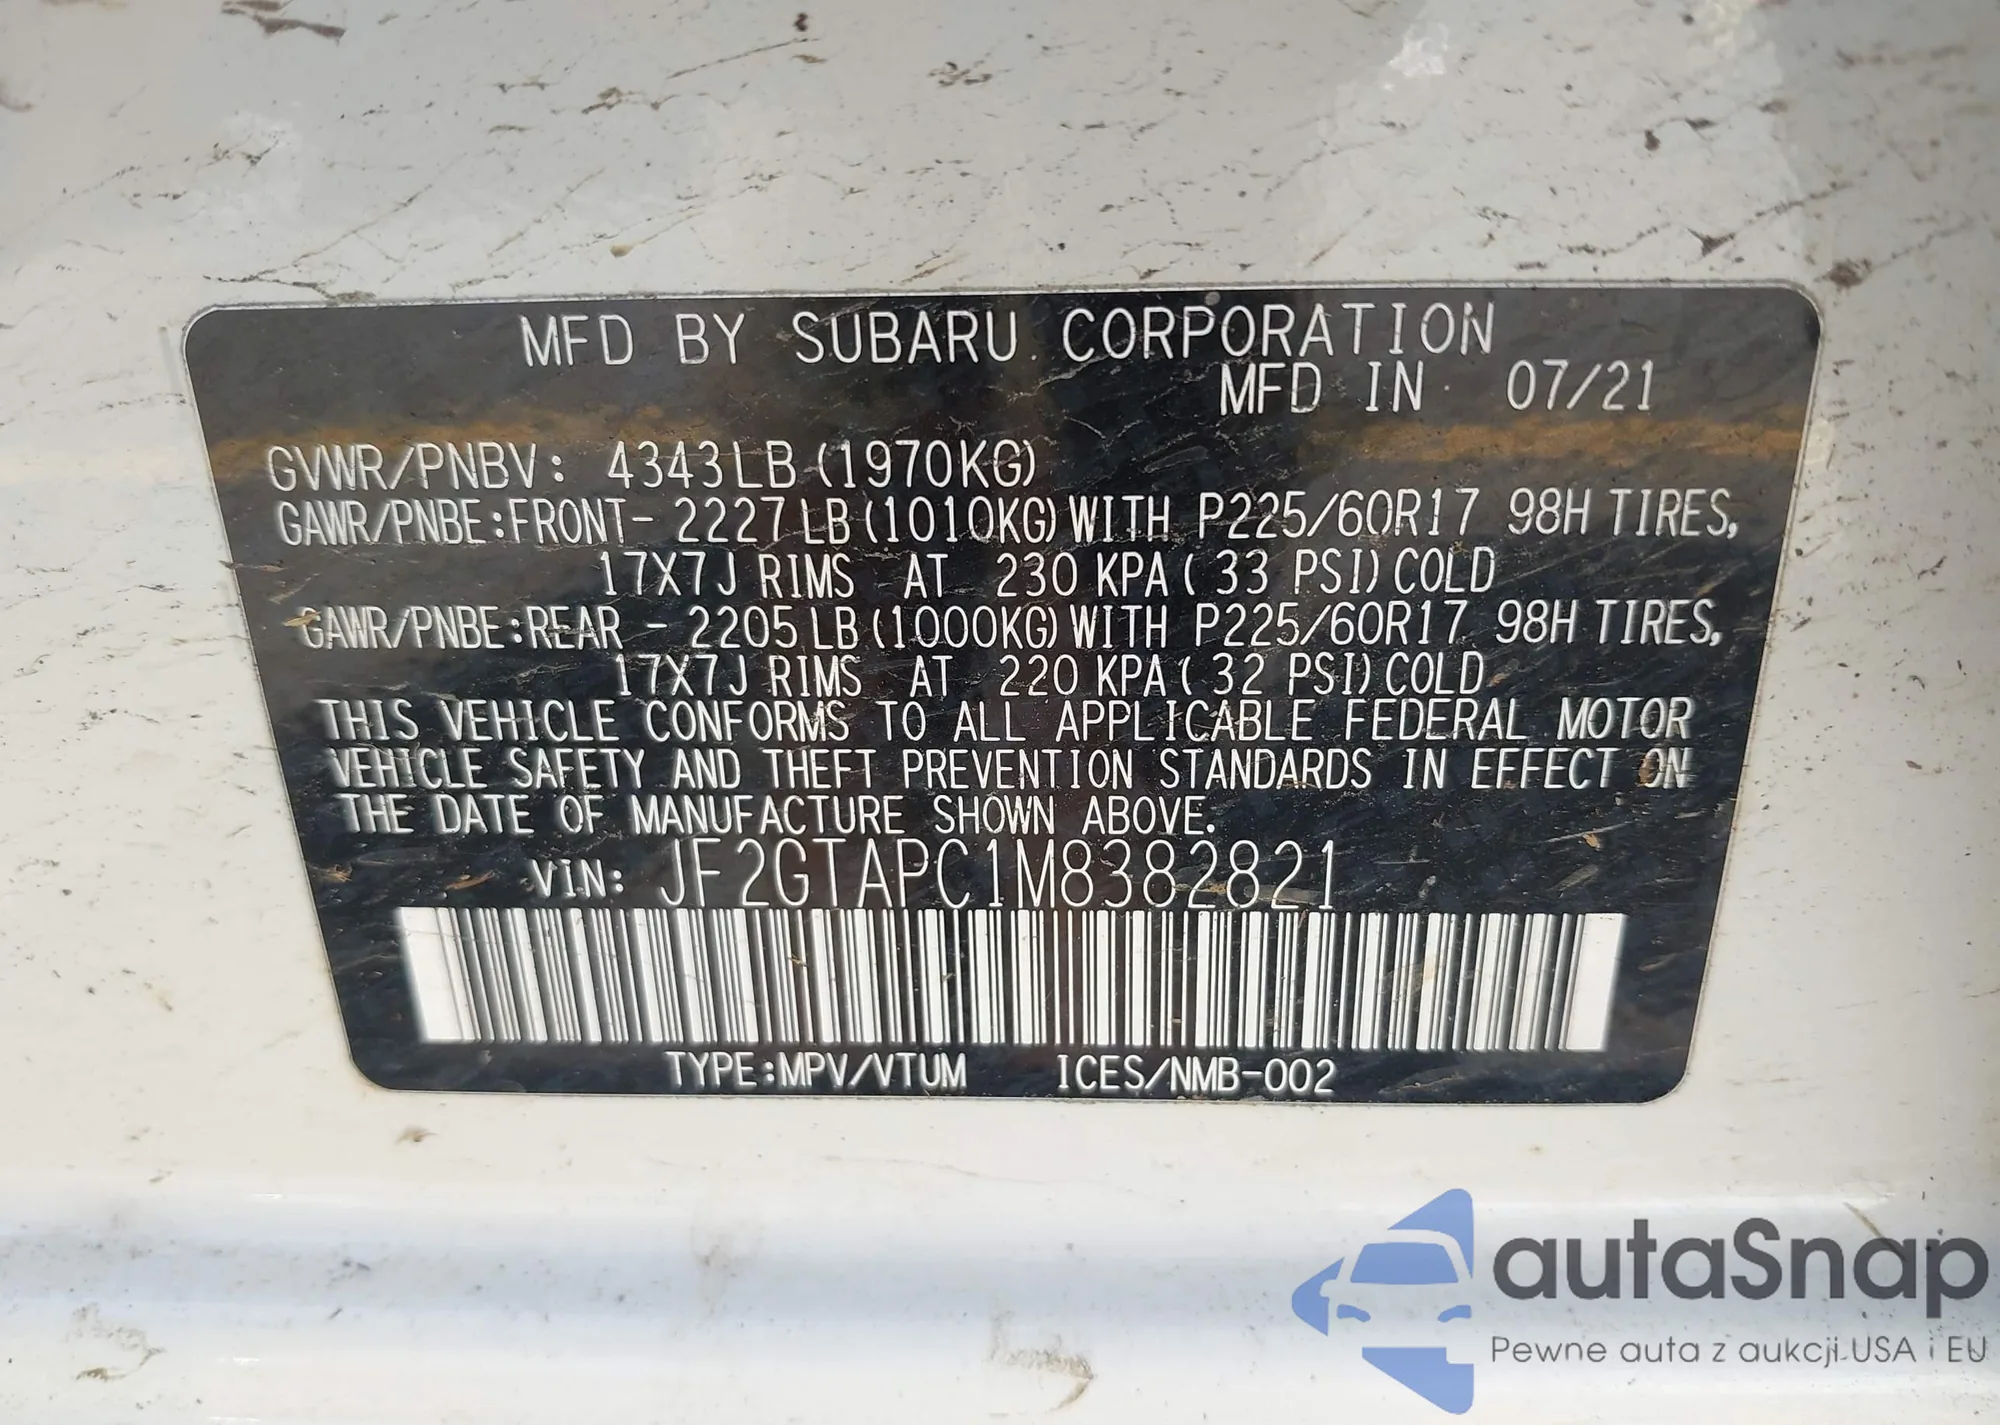 MFD BY SUBARU CORPORATION
MFD IN 07/21
GVWR/PNBV: 4343LB (1970KG)
GAWR/PNBE:FRONT- 2227LB(1010KG)WITH P225/60R17 98H TIRES,
17X7J RIMS AT 230 KPA( 33 PSI)COLD
GAWR/PNBE:REAR - 2205LB(1000KG)WITH P225/60R17 98H TIRES,
17X7J RIMS AT 220 KPA( 32 PSI)COLD
THIS VEHICLE CONFORMS TO ALL APPLICABLE FEDERAL MOTOR
VEHICLE SAFETY AND THEFT PREVENTION STANDARDS IN EFFECT ON
THE DATE OF MANUFACTURE SHOWN ABOVE.
VIN: JF2GTAPC1M8382821
TYPE:MPV/VTUM ICES/NMB-002
autaSnap
Pewne auta z aukcji USA i EU